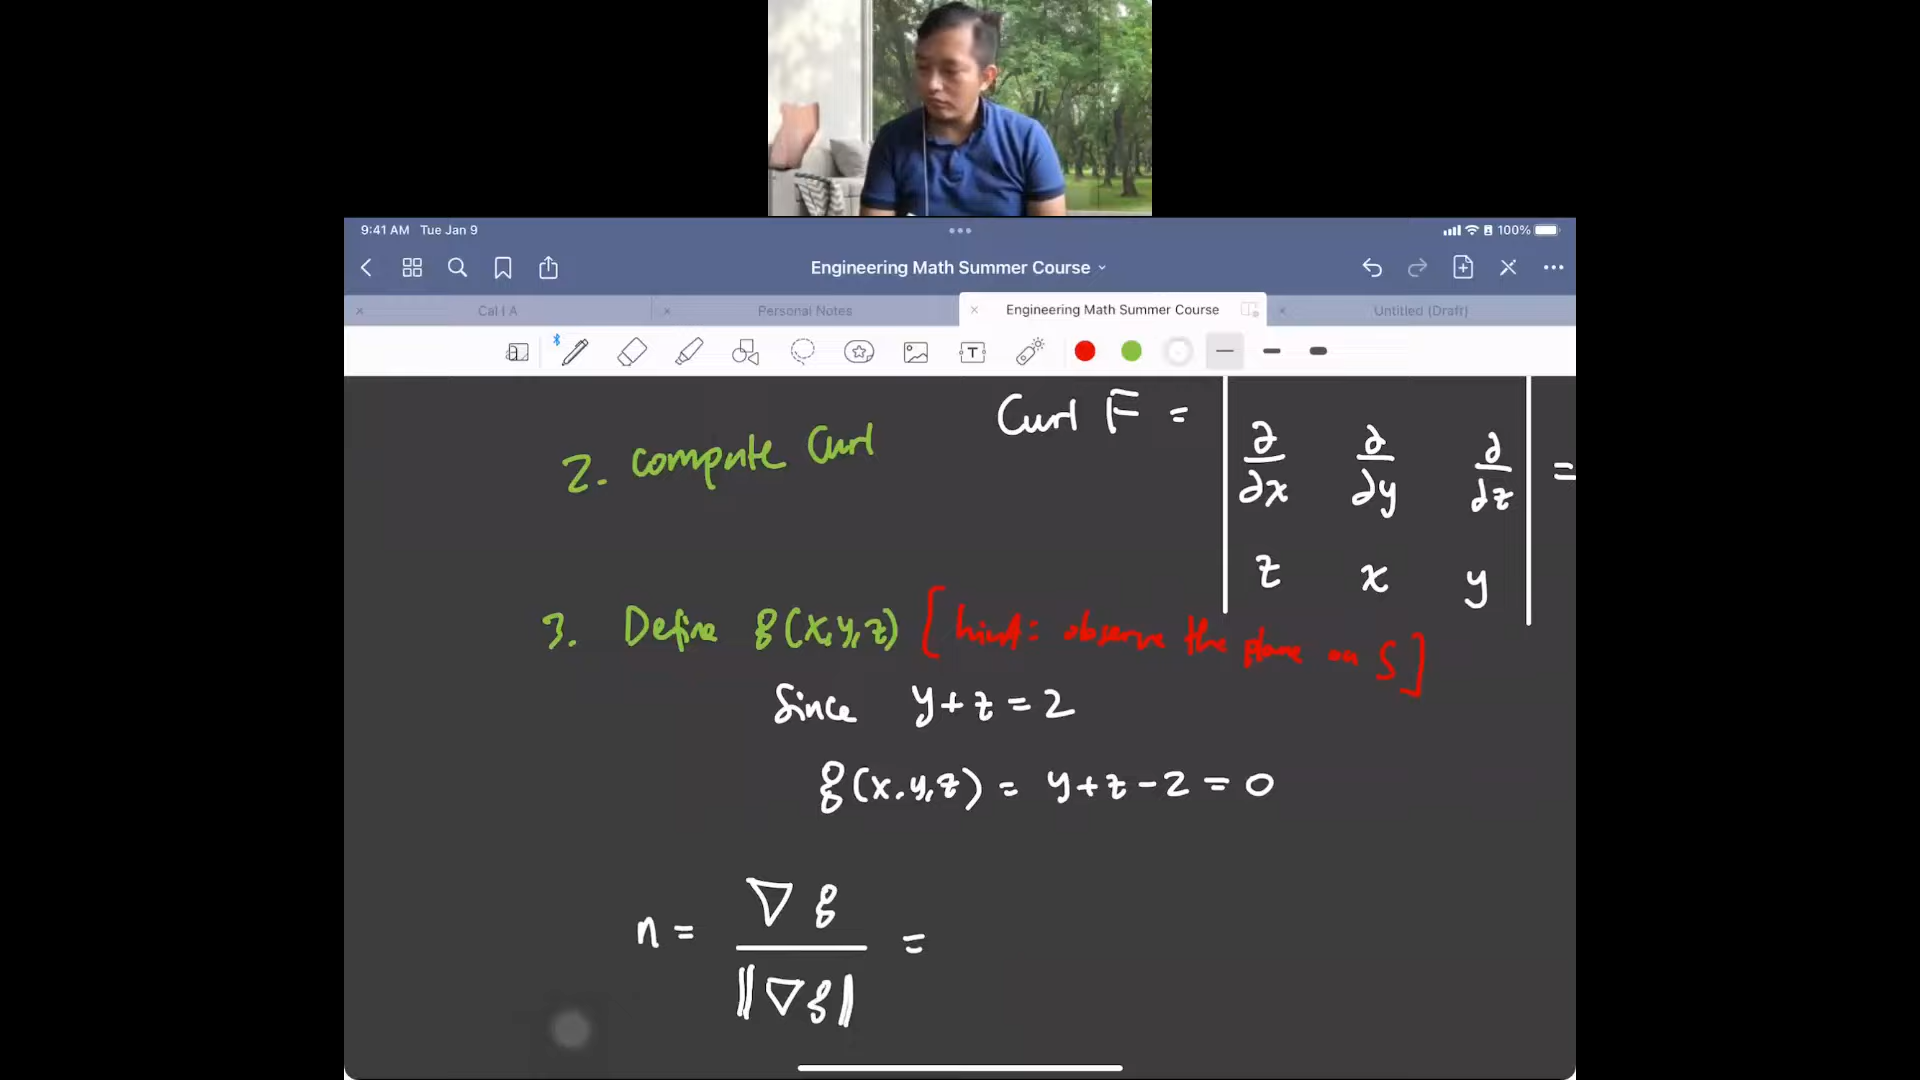 9:41 AM Tue Jan 9
100%
Engineering Math Summer Course
Cal I A
Personal Notes
Engineering Math Summer Course
Untitled (Draft)
T
2. compute Curl
Curl F =
∂/∂x ∂/∂y ∂/∂z =
z x y
3. Define g(x,y,z) [hint: observe the plane on S]
Since y+z=2
g(x,y,z) = y+z-2=0
n = ∇g / ||∇g|| =